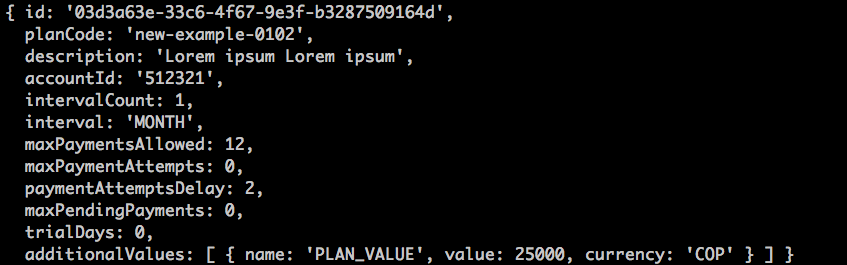 { id: '03d3a63e-33c6-4f67-9e3f-b3287509164d',
planCode: 'new-example-0102',
description: 'Lorem ipsum Lorem ipsum',
accountId: '512321',
intervalCount: 1,
interval: 'MONTH',
maxPaymentsAllowed: 12,
maxPaymentAttempts: 0,
paymentAttemptsDelay: 2,
maxPendingPayments: 0,
trialDays: 0,
additionalValues: [ { name: 'PLAN_VALUE', value: 25000, currency: 'COP' } ] }